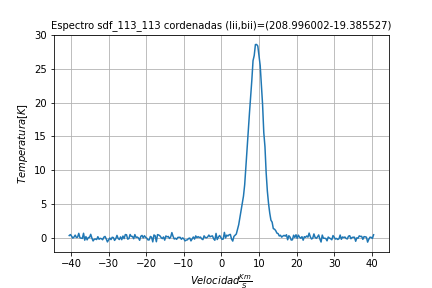 Espectro sdf_113_113 cordenadas (lii,bii)=(208.996002-19.385527)
Temperatura[K]
30
25
20
15
10
5
0
−40 −30 −20 −10 0 10 20 30 40
Velocidad Km/s